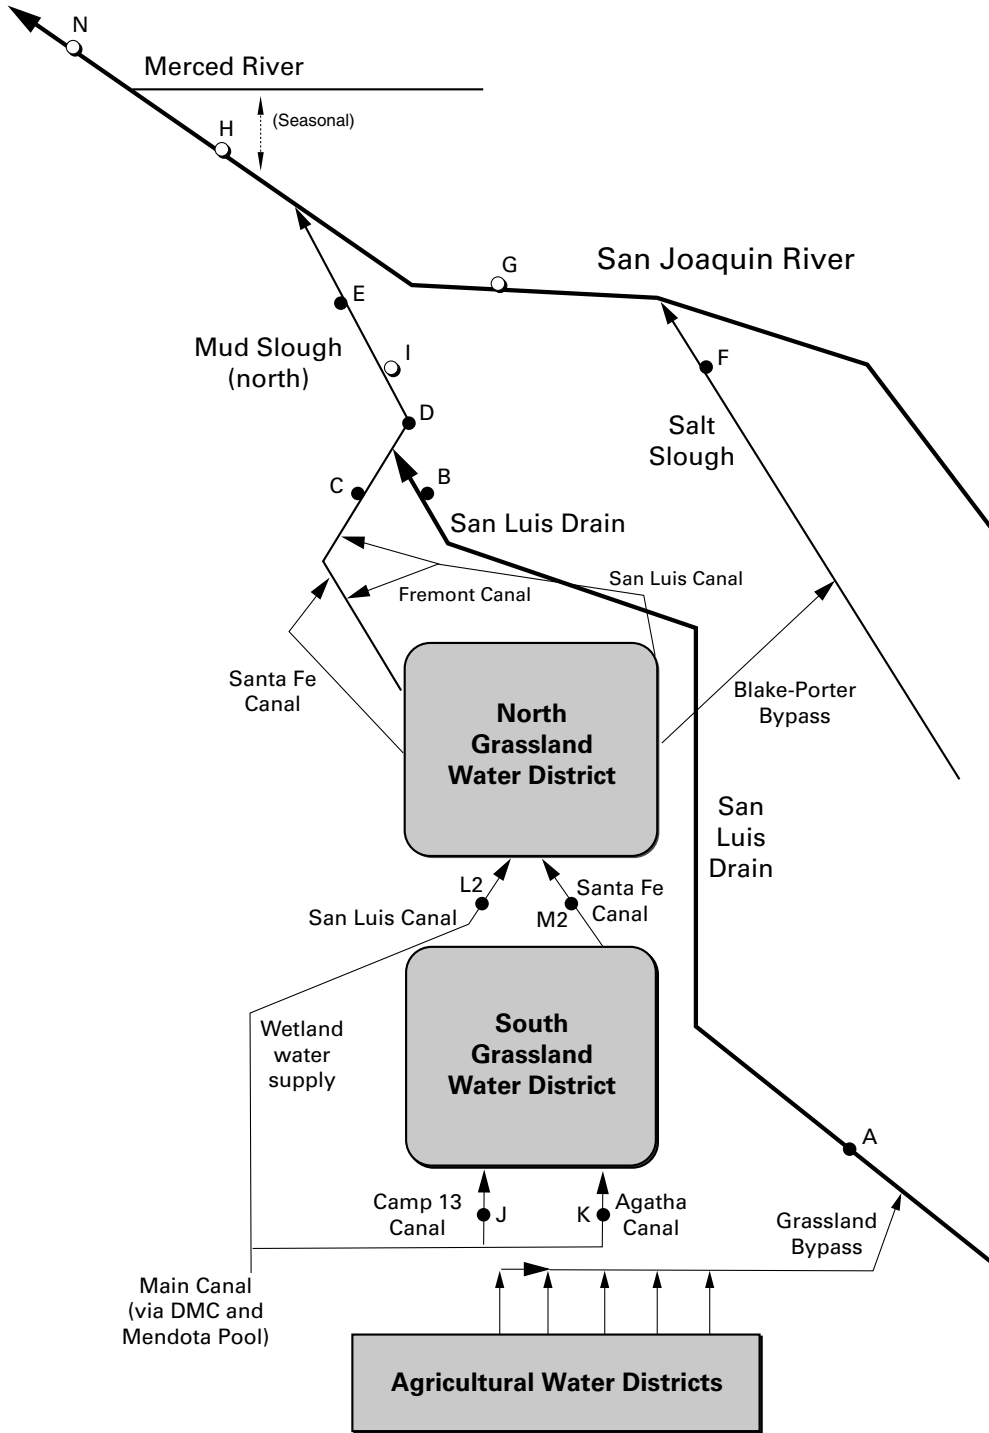 N
Merced River
H
(Seasonal)
San Joaquin River
G
E
Mud Slough
(north)
I
F
D
Salt
Slough
C
B
San Luis Drain
San Luis Canal
Fremont Canal
Santa Fe
Canal
Blake-Porter
Bypass
North
Grassland
Water District
San
Luis
Drain
L2
San Luis Canal
Santa Fe
Canal
M2
Wetland
water
supply
South
Grassland
Water District
A
Camp 13
Canal
J
K
Agatha
Canal
Grassland
Bypass
Main Canal
(via DMC and
Mendota Pool)
Agricultural Water Districts